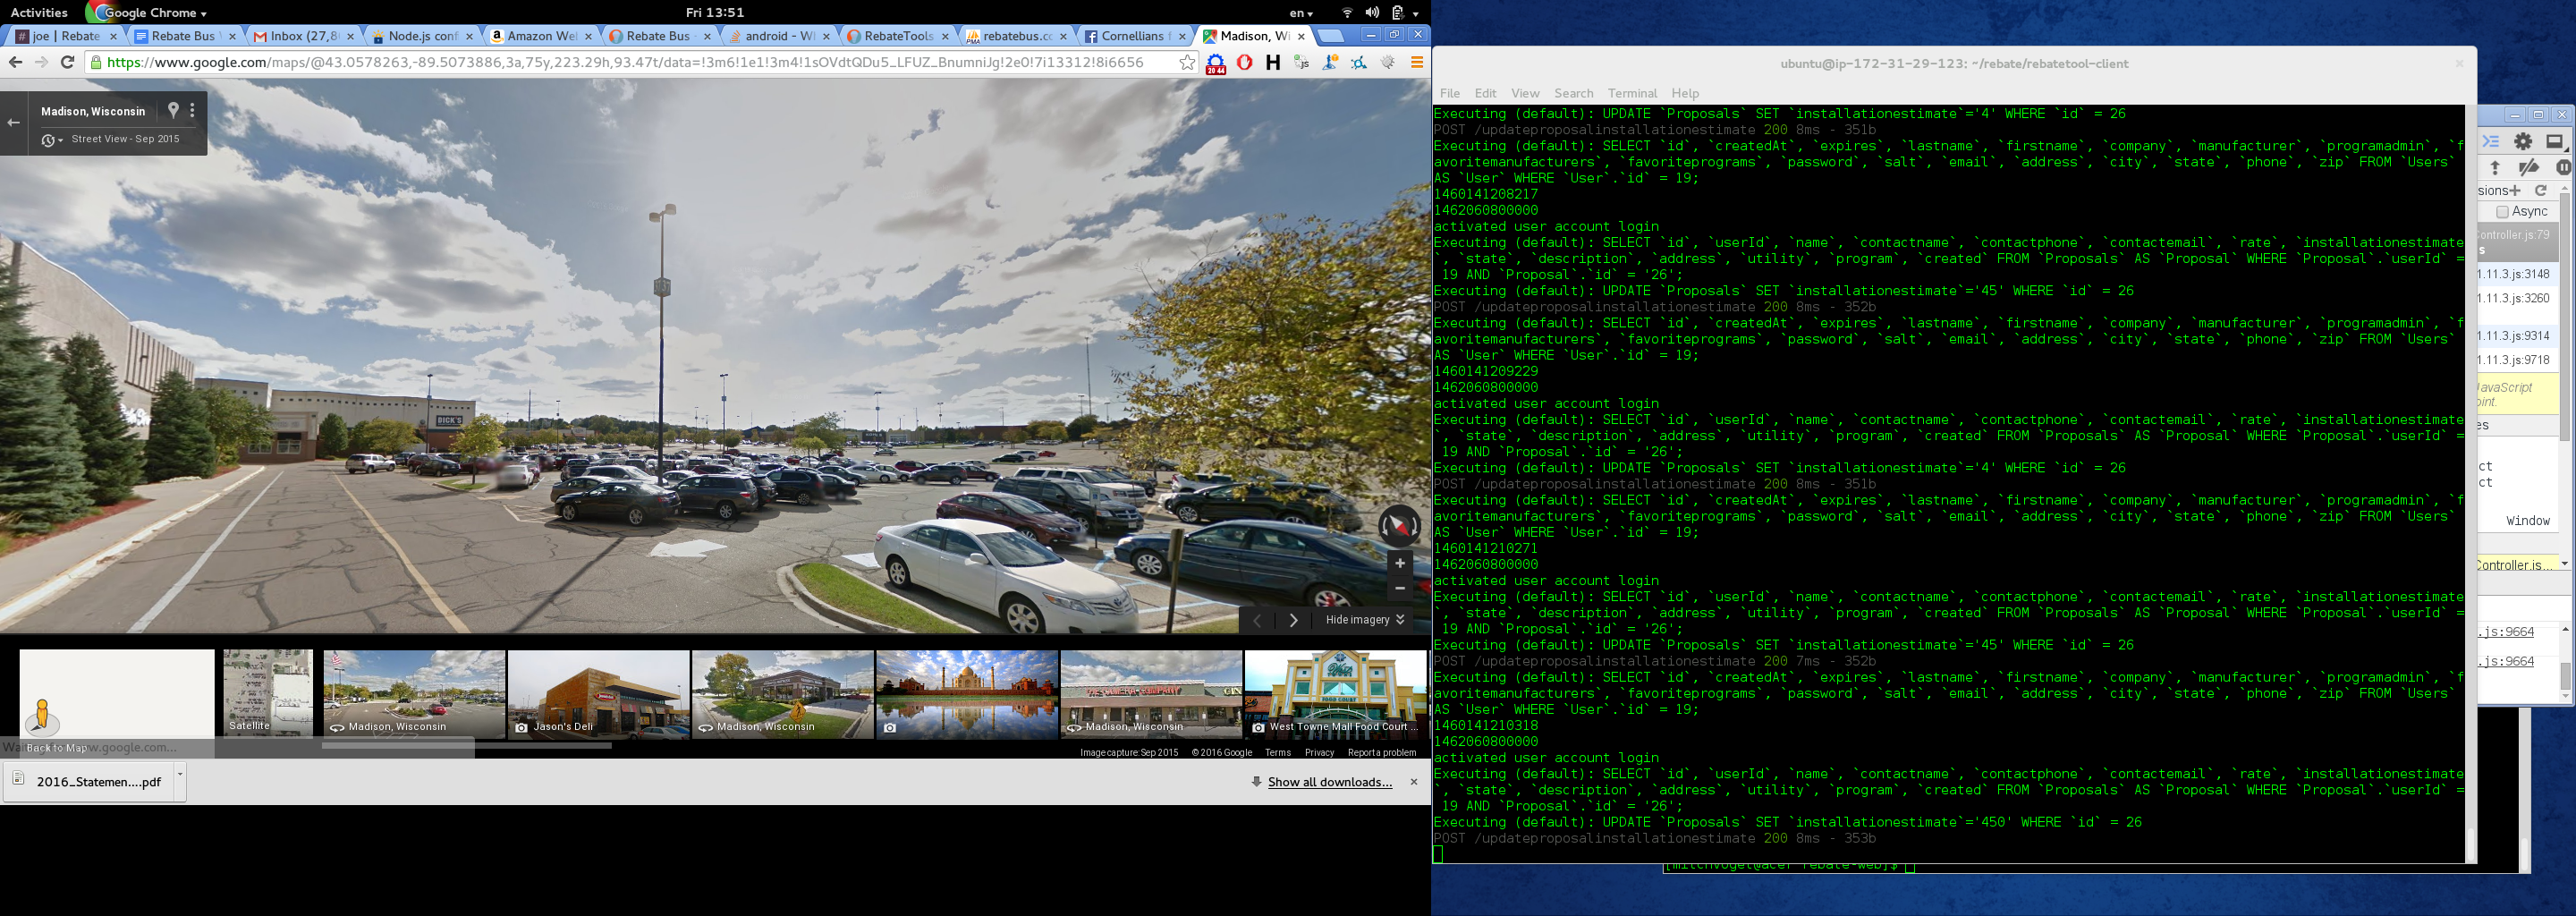 Activities
Google Chrome
Fri 13:51
en
joe | Rebate
Rebate Bus
Inbox (27,8
Node.js conf
Amazon We
Rebate Bus
android - W
RebateTools
rebatebus.co
Cornellians f
Madison, Wi
https://www.google.com/maps/@43.0578263,-89.5073886,3a,75y,223.29h,93.47t/data=!3m6!1e1!3m4!1sOVdtQDu5_LFUZ_BnumniJg!2e0!7i13312!8i6656
20 44
Madison, Wisconsin
Street View - Sep 2015
DICK'S
Hide imagery
Back to Map
Satellite
Madison, Wisconsin
Jason's Deli
Madison, Wisconsin
Madison, Wisconsin
West Towne Mall Food Court ...
Image capture: Sep 2015 © 2016 Google Terms Privacy Report a problem
2016_Statemen....pdf
Show all downloads...
ubuntu@ip-172-31-29-123: ~/rebate/rebatetool-client
File Edit View Search Terminal Help
Executing (default): UPDATE `Proposals` SET `installationestimate`='4' WHERE `id` = 26
POST /updateproposalinstallationestimate 200 8ms - 351b
Executing (default): SELECT `id`, `createdAt`, `expires`, `lastname`, `firstname`, `company`, `manufacturer`, `programadmin`, `f
avoritemanufacturers`, `favoriteprograms`, `password`, `salt`, `email`, `address`, `city`, `state`, `phone`, `zip` FROM `Users`
AS `User` WHERE `User`.`id` = 19;
1460141208217
1462060800000
activated user account login
Executing (default): SELECT `id`, `userId`, `name`, `contactname`, `contactphone`, `contactemail`, `rate`, `installationestimate
`, `state`, `description`, `address`, `utility`, `program`, `created` FROM `Proposals` AS `Proposal` WHERE `Proposal`.`userId` =
19 AND `Proposal`.`id` = '26';
Executing (default): UPDATE `Proposals` SET `installationestimate`='45' WHERE `id` = 26
POST /updateproposalinstallationestimate 200 8ms - 352b
Executing (default): SELECT `id`, `createdAt`, `expires`, `lastname`, `firstname`, `company`, `manufacturer`, `programadmin`, `f
avoritemanufacturers`, `favoriteprograms`, `password`, `salt`, `email`, `address`, `city`, `state`, `phone`, `zip` FROM `Users`
AS `User` WHERE `User`.`id` = 19;
1460141209229
1462060800000
activated user account login
Executing (default): SELECT `id`, `userId`, `name`, `contactname`, `contactphone`, `contactemail`, `rate`, `installationestimate
`, `state`, `description`, `address`, `utility`, `program`, `created` FROM `Proposals` AS `Proposal` WHERE `Proposal`.`userId` =
19 AND `Proposal`.`id` = '26';
Executing (default): UPDATE `Proposals` SET `installationestimate`='4' WHERE `id` = 26
POST /updateproposalinstallationestimate 200 8ms - 351b
Executing (default): SELECT `id`, `createdAt`, `expires`, `lastname`, `firstname`, `company`, `manufacturer`, `programadmin`, `f
avoritemanufacturers`, `favoriteprograms`, `password`, `salt`, `email`, `address`, `city`, `state`, `phone`, `zip` FROM `Users`
AS `User` WHERE `User`.`id` = 19;
1460141210271
1462060800000
activated user account login
Executing (default): SELECT `id`, `userId`, `name`, `contactname`, `contactphone`, `contactemail`, `rate`, `installationestimate
`, `state`, `description`, `address`, `utility`, `program`, `created` FROM `Proposals` AS `Proposal` WHERE `Proposal`.`userId` =
19 AND `Proposal`.`id` = '26';
Executing (default): UPDATE `Proposals` SET `installationestimate`='45' WHERE `id` = 26
POST /updateproposalinstallationestimate 200 7ms - 352b
Executing (default): SELECT `id`, `createdAt`, `expires`, `lastname`, `firstname`, `company`, `manufacturer`, `programadmin`, `f
avoritemanufacturers`, `favoriteprograms`, `password`, `salt`, `email`, `address`, `city`, `state`, `phone`, `zip` FROM `Users`
AS `User` WHERE `User`.`id` = 19;
1460141210318
1462060800000
activated user account login
Executing (default): SELECT `id`, `userId`, `name`, `contactname`, `contactphone`, `contactemail`, `rate`, `installationestimate
`, `state`, `description`, `address`, `utility`, `program`, `created` FROM `Proposals` AS `Proposal` WHERE `Proposal`.`userId` =
19 AND `Proposal`.`id` = '26';
Executing (default): UPDATE `Proposals` SET `installationestimate`='450' WHERE `id` = 26
POST /updateproposalinstallationestimate 200 8ms - 353b
sions
Async
Controller.js:79
s
1.11.3.js:3148
1.11.3.js:3260
1.11.3.js:9314
1.11.3.js:9718
JavaScript
oint.
es
ct
ct
Window
Controller.js...
.js:9664
.js:9664